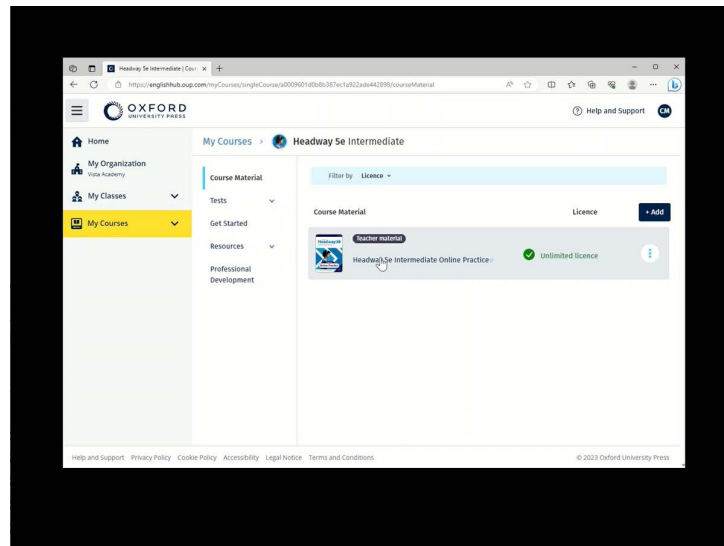 Headway 5e Intermediate | Cour
https://englishhub.oup.com/myCourses/singleCourse/a0009601d0b8b387ec1a922ade442898/courseMaterial
OXFORD
UNIVERSITY PRESS
Help and Support
CM
Home
My Organization
Vista Academy
My Classes
My Courses
My Courses > Headway 5e Intermediate
Course Material
Tests
Get Started
Resources
Professional
Development
Filter by Licence
Course Material Licence + Add
Teacher material
Headway 5e Intermediate Online Practice
Unlimited licence
Help and Support Privacy Policy Cookie Policy Accessibility Legal Notice Terms and Conditions © 2023 Oxford University Press